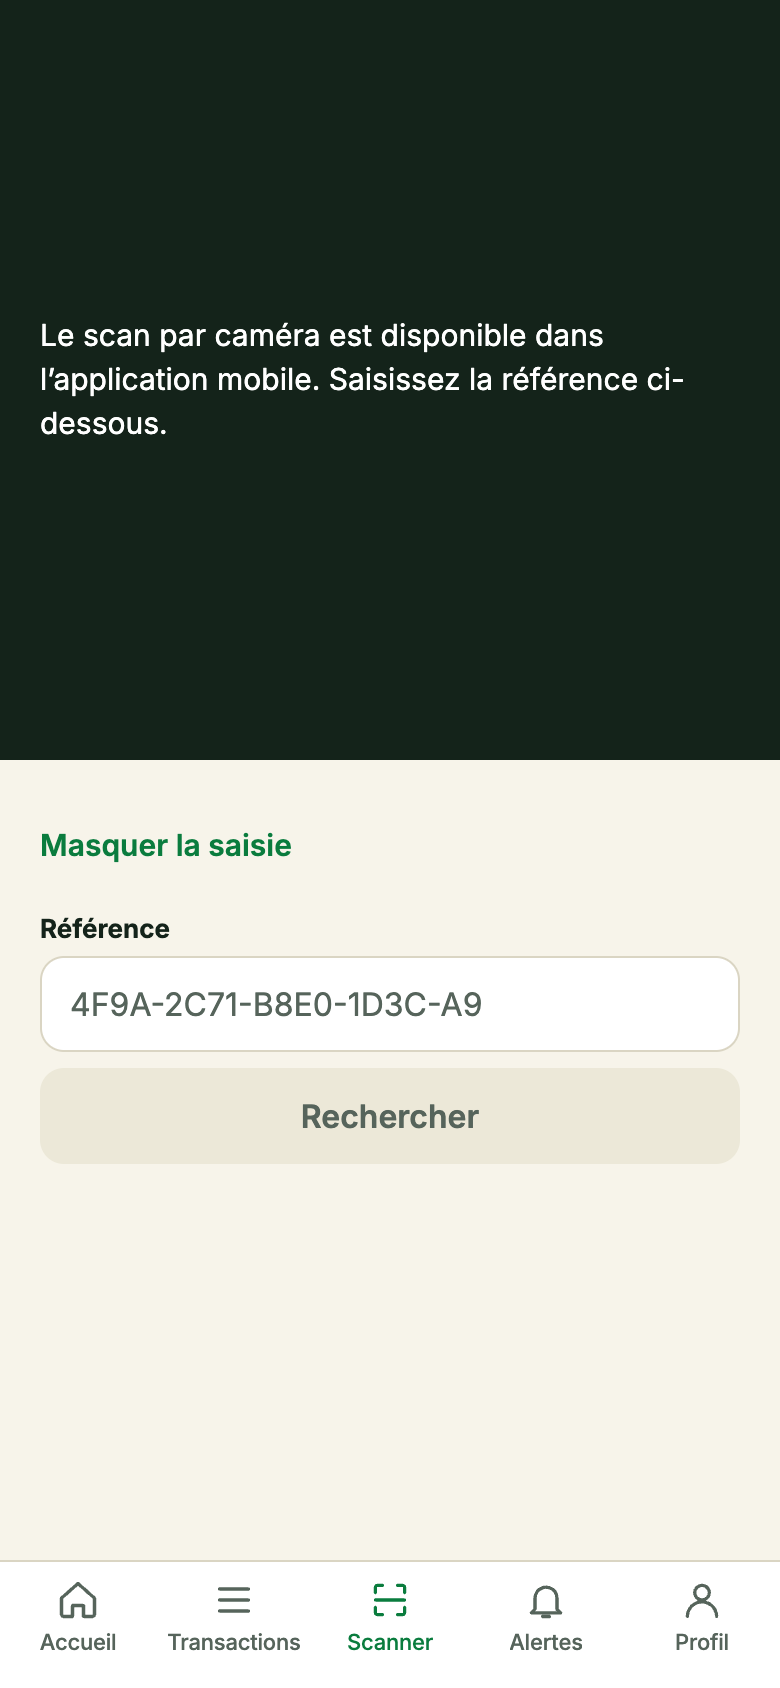 Le scan par caméra est disponible dans
l’application mobile. Saisissez la référence ci-
dessous.
Masquer la saisie
Référence
4F9A-2C71-B8E0-1D3C-A9
Rechercher
Accueil
Transactions
Scanner
Alertes
Profil